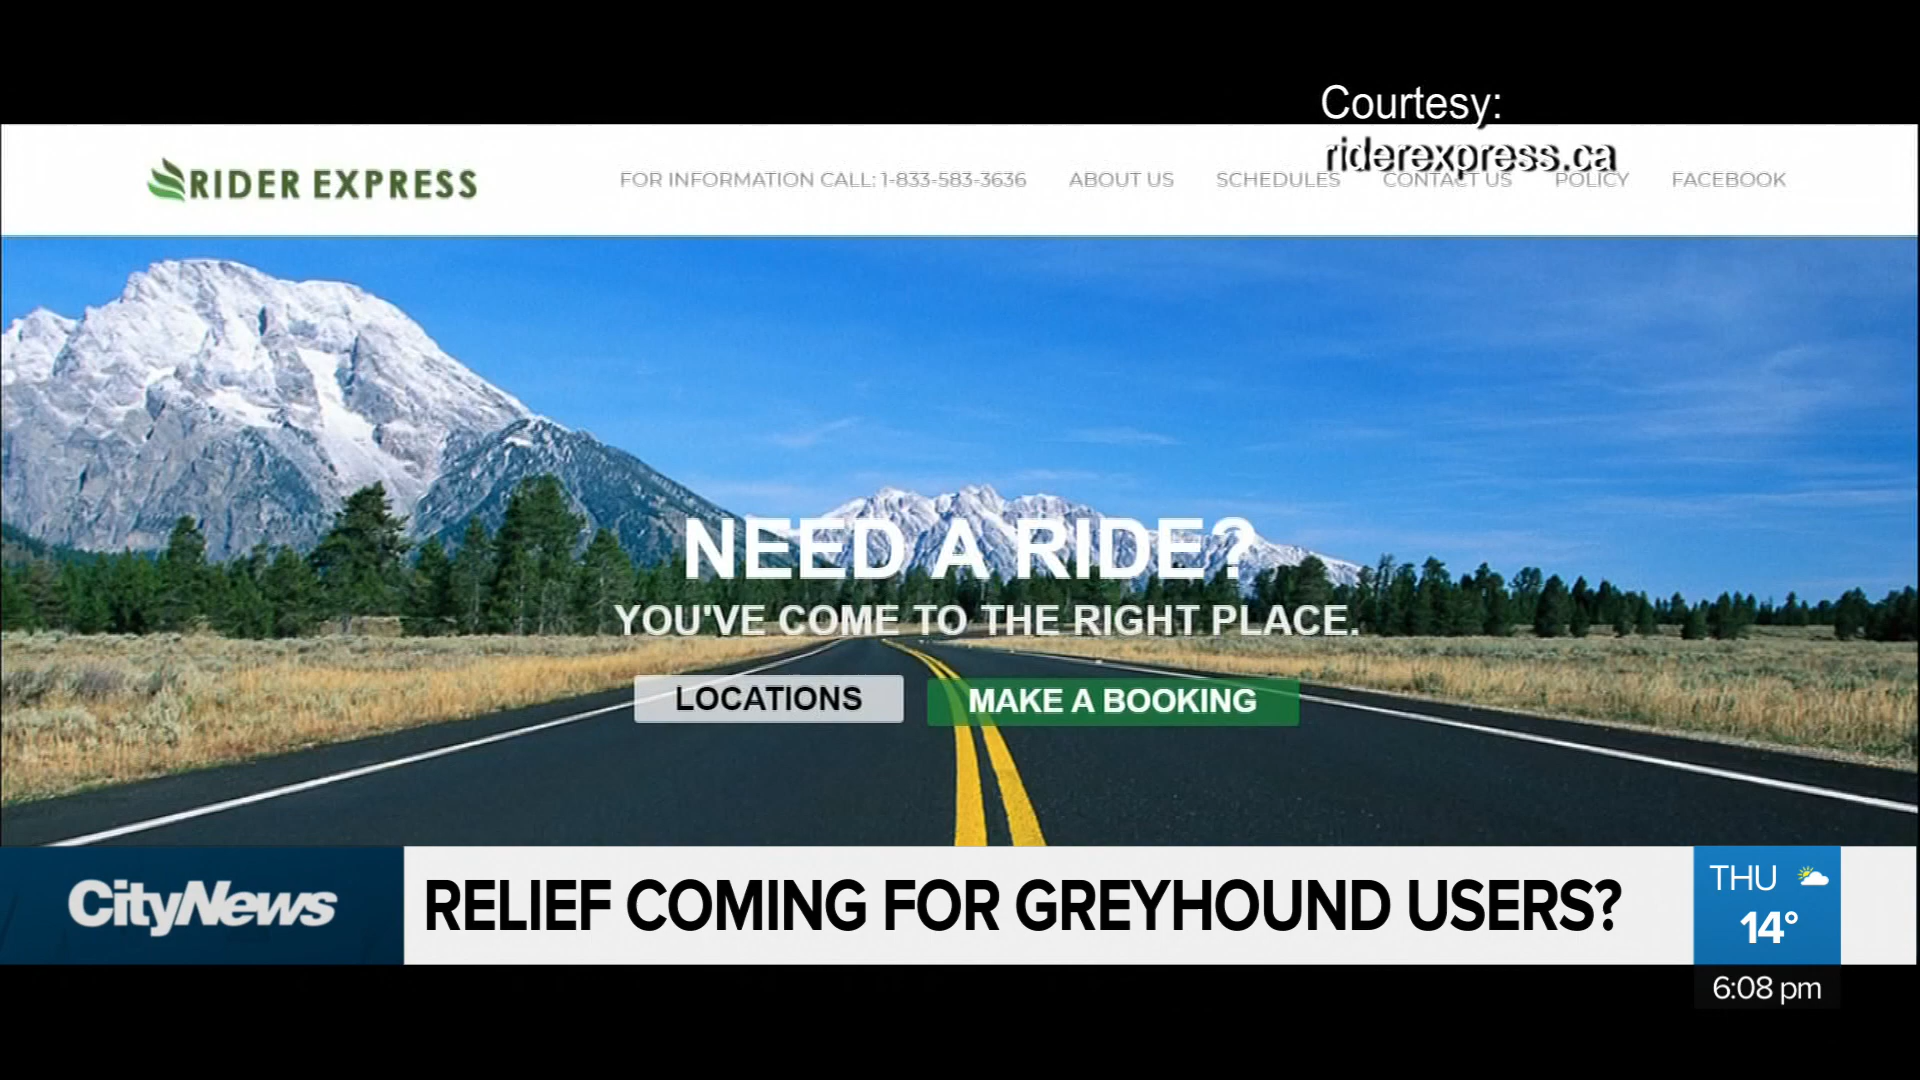 Courtesy:
riderexpress.ca
RIDER EXPRESS
FOR INFORMATION CALL: 1-833-583-3636 ABOUT US SCHEDULES CONTACT US POLICY FACEBOOK
NEED A RIDE?
YOU'VE COME TO THE RIGHT PLACE.
LOCATIONS MAKE A BOOKING
CityNews RELIEF COMING FOR GREYHOUND USERS?
THU
14°
6:08 pm